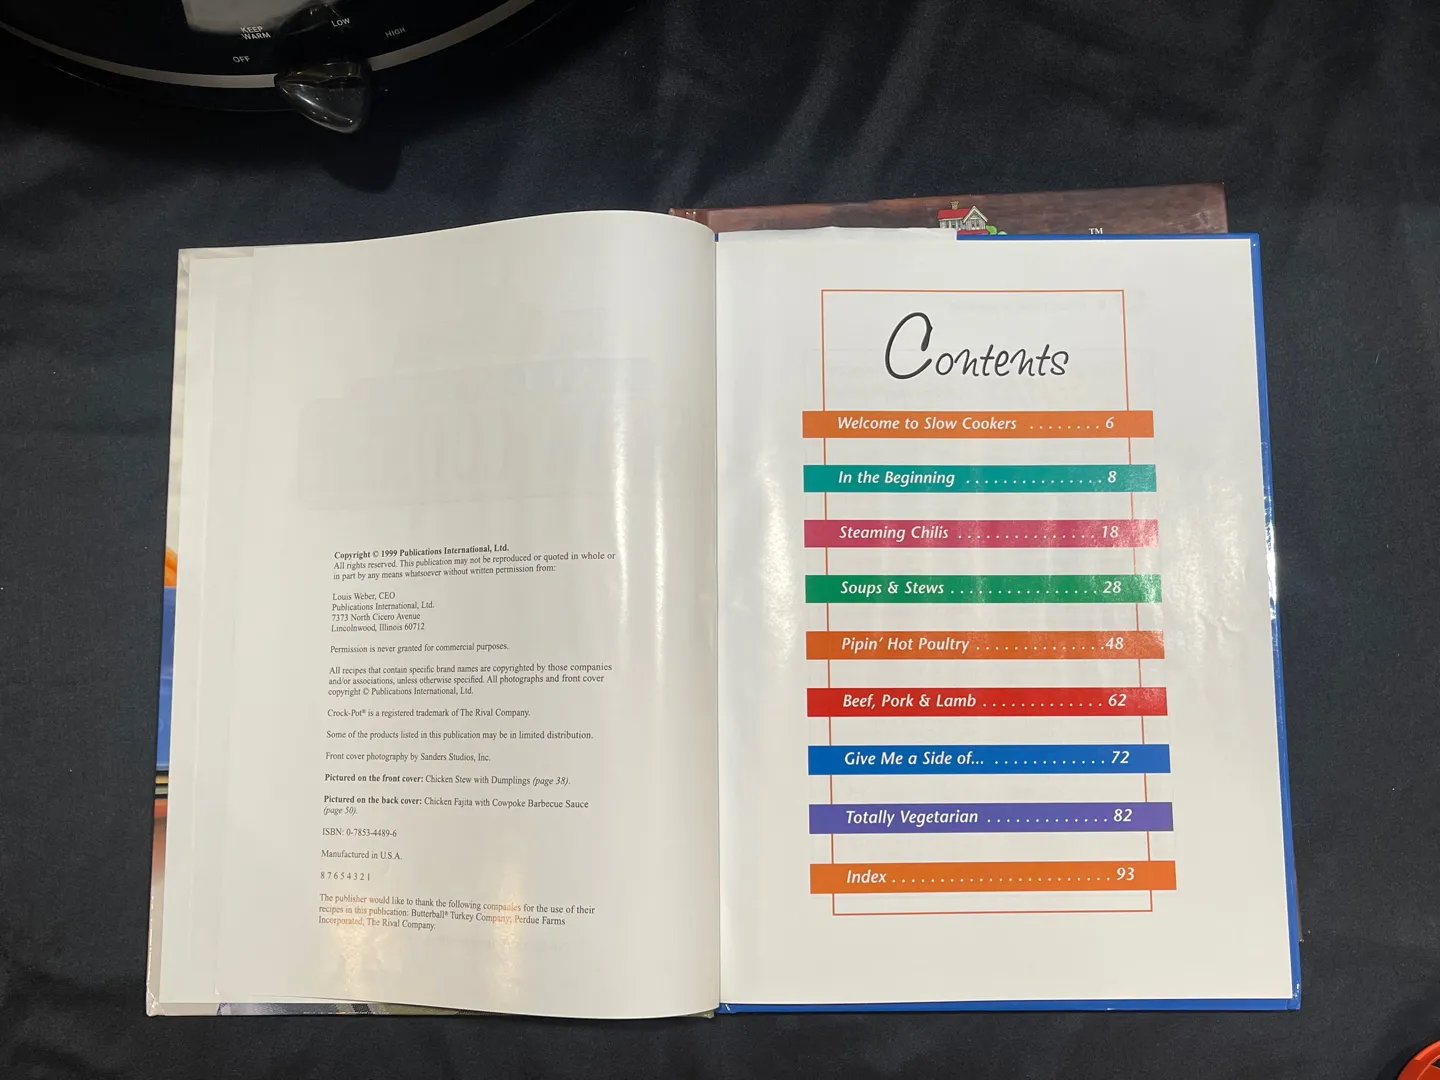 KEEP
WARM
LOW
HIGH
OFF
TM
Copyright © 1999 Publications International, Ltd.
All rights reserved. This publication may not be reproduced or quoted in whole or
in part by any means whatsoever without written permission from:
Louis Weber, CEO
Publications International, Ltd.
7373 North Cicero Avenue
Lincolnwood, Illinois 60712
Permission is never granted for commercial purposes.
All recipes that contain specific brand names are copyrighted by those companies
and/or associations, unless otherwise specified. All photographs and front cover
copyright © Publications International, Ltd.
Crock-Pot® is a registered trademark of The Rival Company.
Some of the products listed in this publication may be in limited distribution.
Front cover photography by Sanders Studios, Inc.
Pictured on the front cover: Chicken Stew with Dumplings (page 38).
Pictured on the back cover: Chicken Fajita with Cowpoke Barbecue Sauce
(page 50).
ISBN: 0-7853-4489-6
Manufactured in U.S.A.
8 7 6 5 4 3 2 1
The publisher would like to thank the following companies for the use of their
recipes in this publication: Butterball® Turkey Company; Perdue Farms
Incorporated; The Rival Company.
Contents
Welcome to Slow Cookers ........ 6
In the Beginning ............... 8
Steaming Chilis ............... 18
Soups & Stews ................ 28
Pipin' Hot Poultry .............48
Beef, Pork & Lamb ............. 62
Give Me a Side of... ............ 72
Totally Vegetarian ............. 82
Index ........................ 93